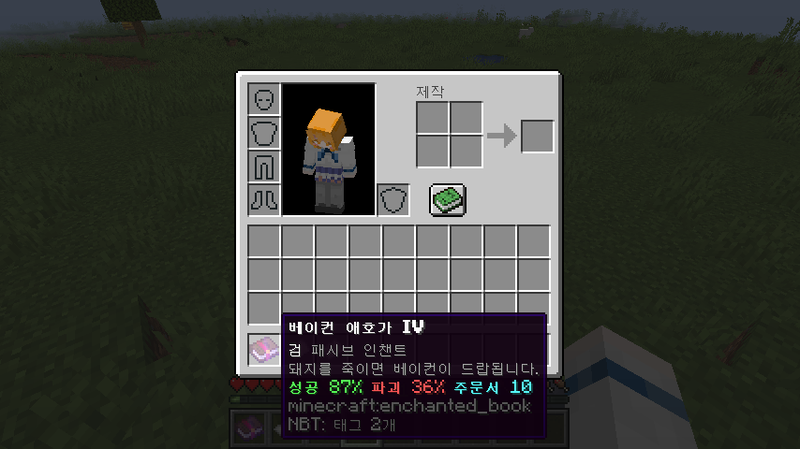 제작
베이컨 애호가 IV
검 패시브 인챈트
돼지를 죽이면 베이컨이 드랍됩니다.
성공 87% 파괴 36% 주문서 10
minecraft:enchanted_book
NBT: 태그 2개